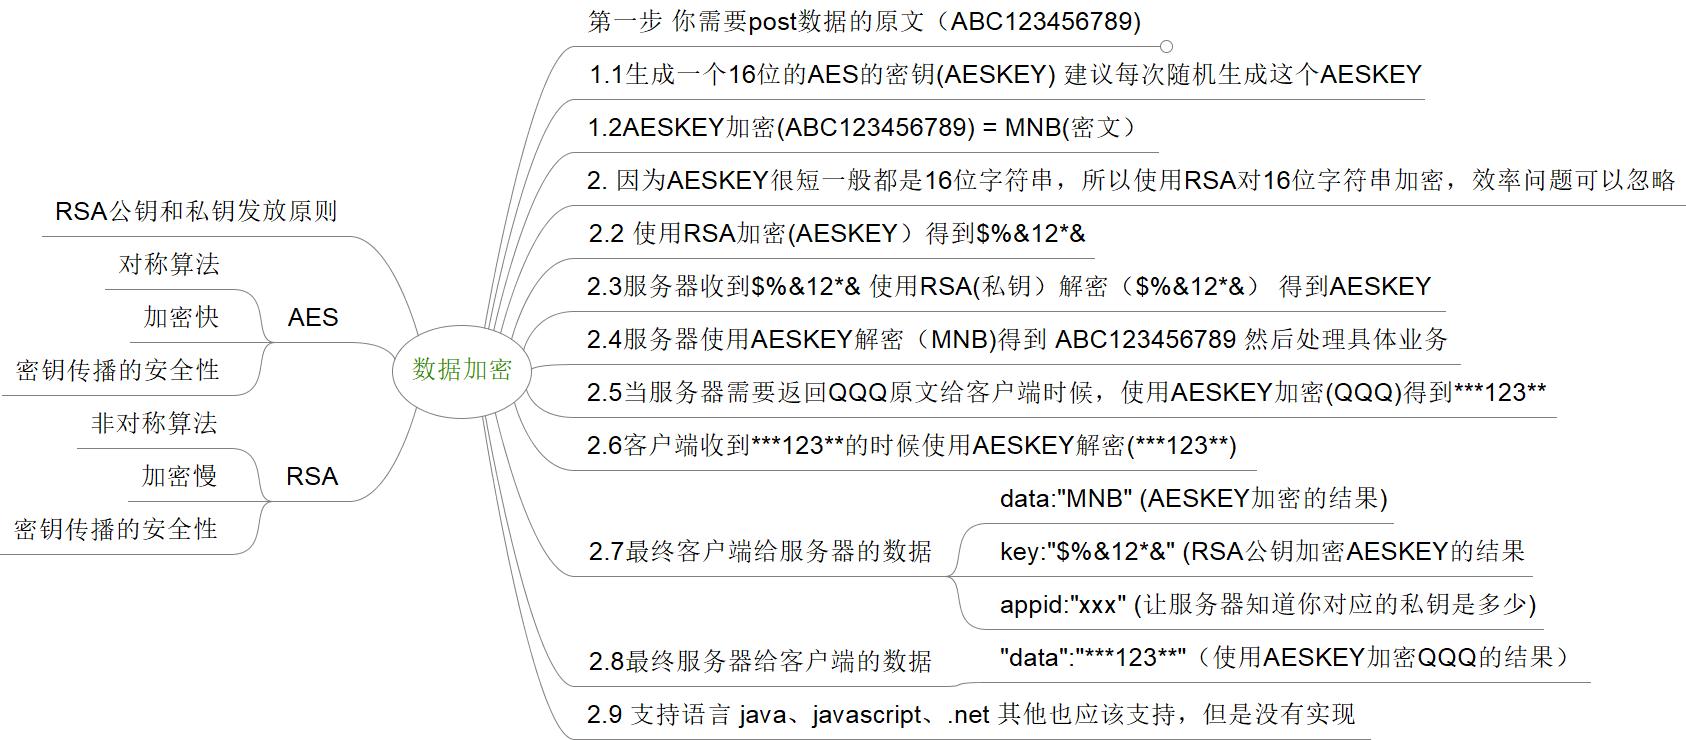 数据加密
RSA公钥和私钥发放原则
AES
对称算法
加密快
密钥传播的安全性
RSA
非对称算法
加密慢
密钥传播的安全性
第一步 你需要post数据的原文（ABC123456789)
1.1生成一个16位的AES的密钥(AESKEY) 建议每次随机生成这个AESKEY
1.2AESKEY加密(ABC123456789) = MNB(密文）
2. 因为AESKEY很短一般都是16位字符串，所以使用RSA对16位字符串加密，效率问题可以忽略
2.2 使用RSA加密(AESKEY）得到$%&12*&
2.3服务器收到$%&12*& 使用RSA(私钥）解密（$%&12*&） 得到AESKEY
2.4服务器使用AESKEY解密（MNB)得到 ABC123456789 然后处理具体业务
2.5当服务器需要返回QQQ原文给客户端时候，使用AESKEY加密(QQQ)得到***123**
2.6客户端收到***123**的时候使用AESKEY解密(***123**)
2.7最终客户端给服务器的数据
data:"MNB" (AESKEY加密的结果)
key:"$%&12*&" (RSA公钥加密AESKEY的结果
appid:"xxx" (让服务器知道你对应的私钥是多少)
2.8最终服务器给客户端的数据
"data":"***123**"（使用AESKEY加密QQQ的结果）
2.9 支持语言 java、javascript、.net 其他也应该支持，但是没有实现